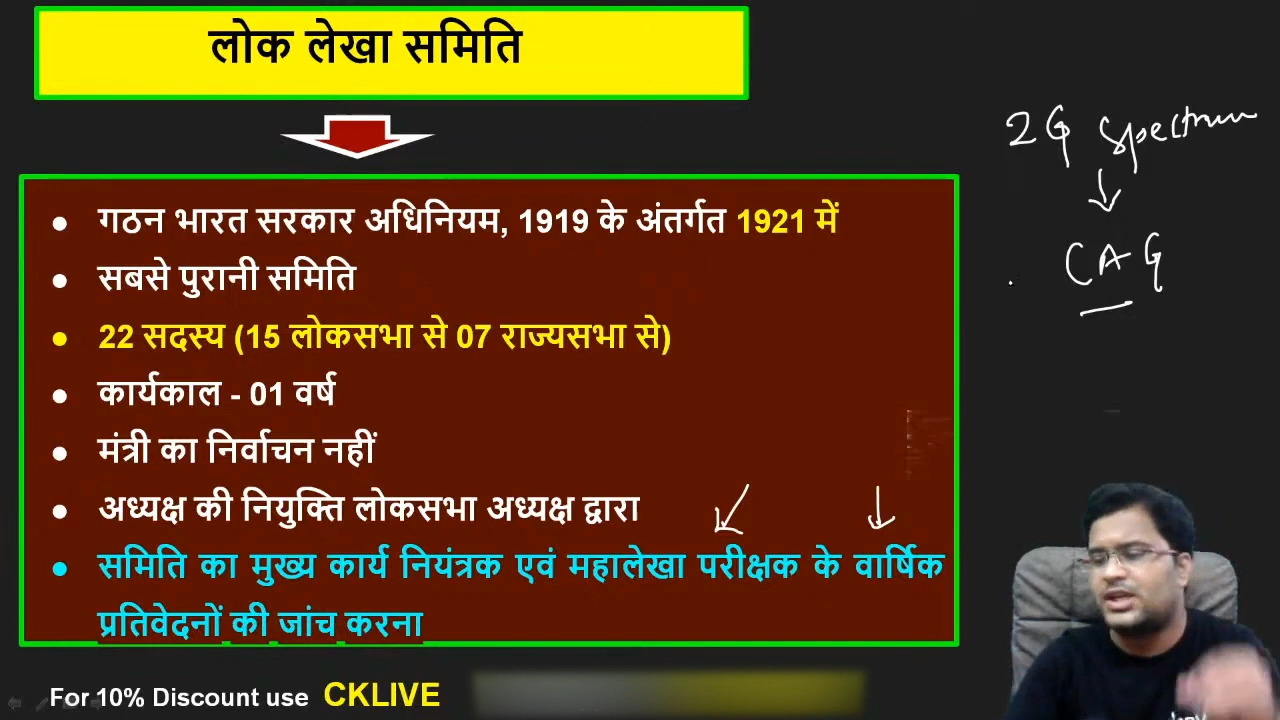 लोक लेखा समिति
2G Spectrum
CAG
• गठन भारत सरकार अधिनियम, 1919 के अंतर्गत 1921 में
• सबसे पुरानी समिति
• 22 सदस्य (15 लोकसभा से 07 राज्यसभा से)
• कार्यकाल - 01 वर्ष
• मंत्री का निर्वाचन नहीं
• अध्यक्ष की नियुक्ति लोकसभा अध्यक्ष द्वारा
• समिति का मुख्य कार्य नियंत्रक एवं महालेखा परीक्षक के वार्षिक
प्रतिवेदनों की जांच करना
For 10% Discount use CKLIVE